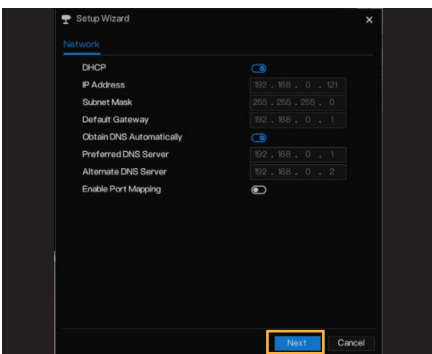 Setup Wizard
Network
DHCP
IP Address 192 . 168 . 0 . 121
Subnet Mask 255 . 255 . 255 . 0
Default Gateway 192 . 168 . 0 . 1
Obtain DNS Automatically
Preferred DNS Server 192 . 168 . 0 . 1
Alternate DNS Server 192 . 168 . 0 . 2
Enable Port Mapping
Next Cancel